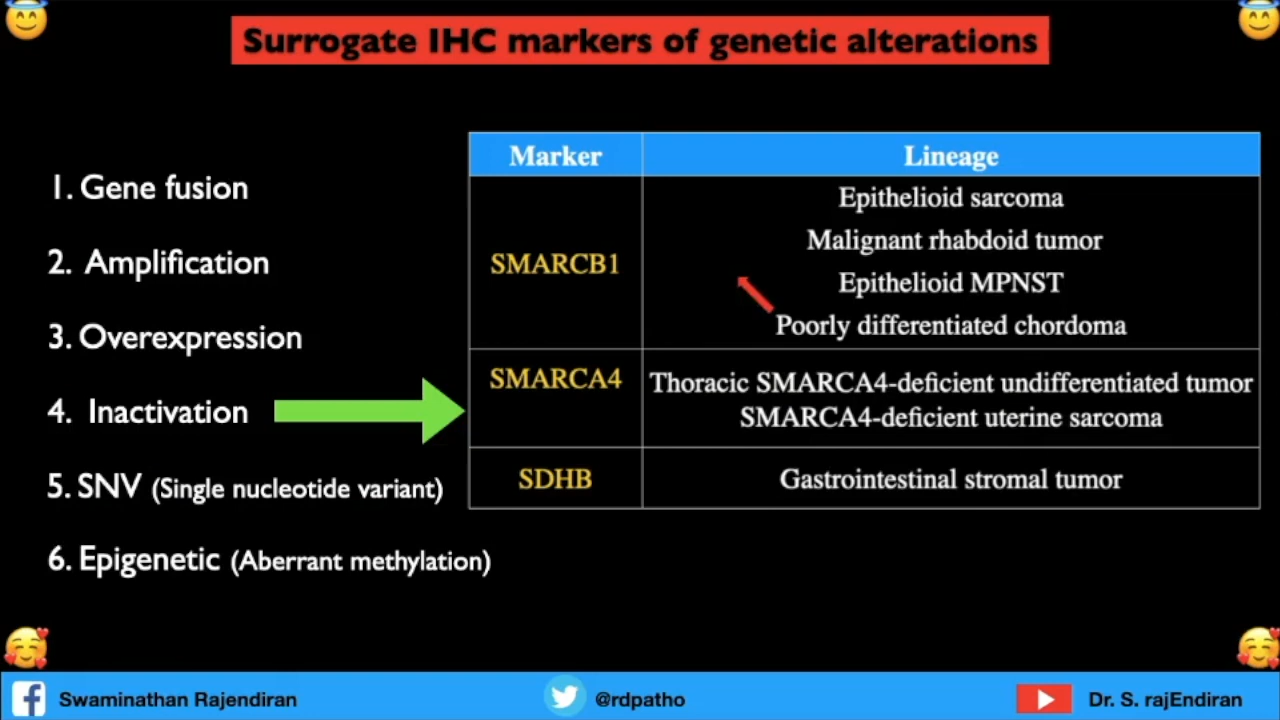 Surrogate IHC markers of genetic alterations
1. Gene fusion
2. Amplification
3. Overexpression
4. Inactivation
5. SNV (Single nucleotide variant)
6. Epigenetic (Aberrant methylation)
Marker Lineage
SMARCB1
Epithelioid sarcoma
Malignant rhabdoid tumor
Epithelioid MPNST
Poorly differentiated chordoma
SMARCA4
Thoracic SMARCA4-deficient undifferentiated tumor
SMARCA4-deficient uterine sarcoma
SDHB Gastrointestinal stromal tumor
Swaminathan Rajendiran @rdpatho Dr. S. rajEndiran